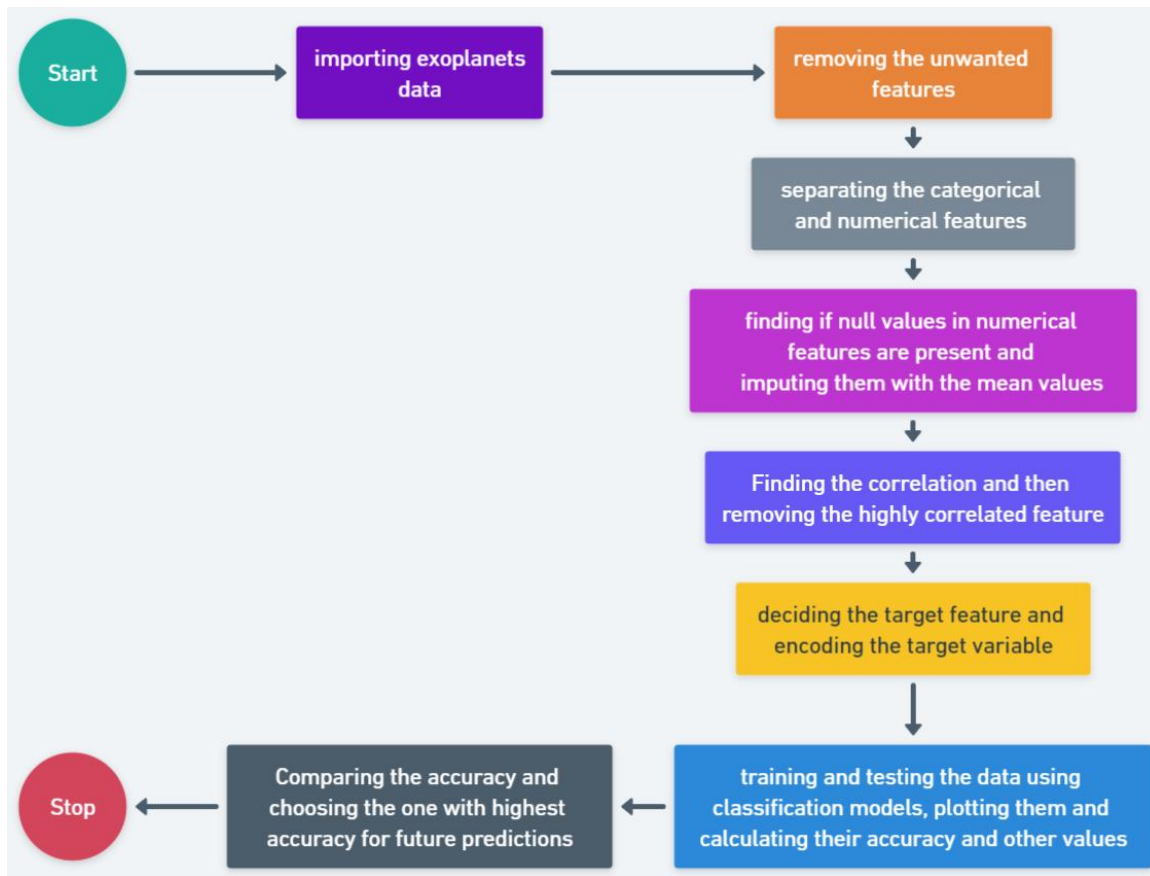 Start
importing exoplanets
data
removing the unwanted
features
separating the categorical
and numerical features
finding if null values in numerical
features are present and
imputing them with the mean values
Finding the correlation and then
removing the highly correlated feature
deciding the target feature and
encoding the target variable
training and testing the data using
classification models, plotting them and
calculating their accuracy and other values
Comparing the accuracy and
choosing the one with highest
accuracy for future predictions
Stop